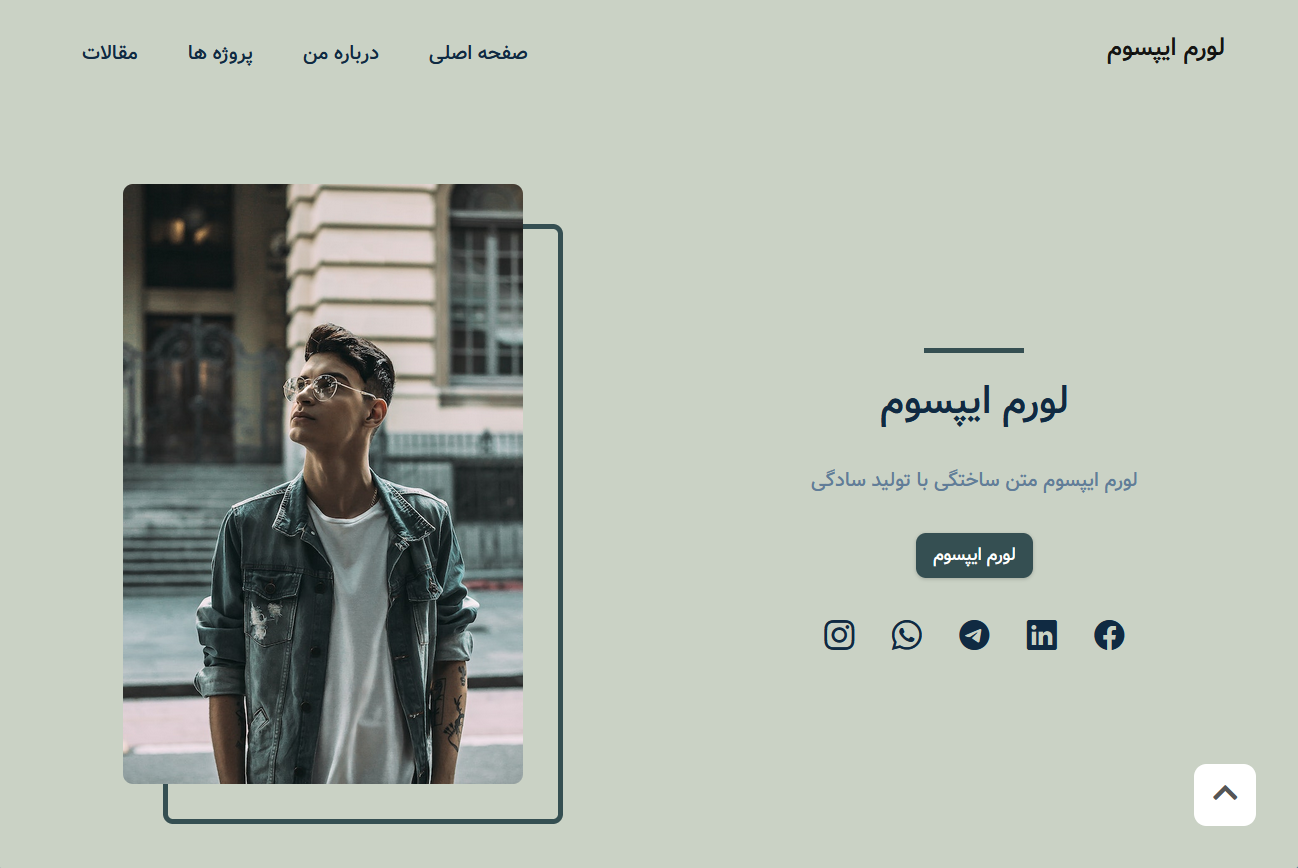 لورم ایپسوم
صفحه اصلی
درباره من
پروژه ها
مقالات
لورم ایپسوم
لورم ایپسوم متن ساختگی با تولید سادگی
لورم ایپسوم